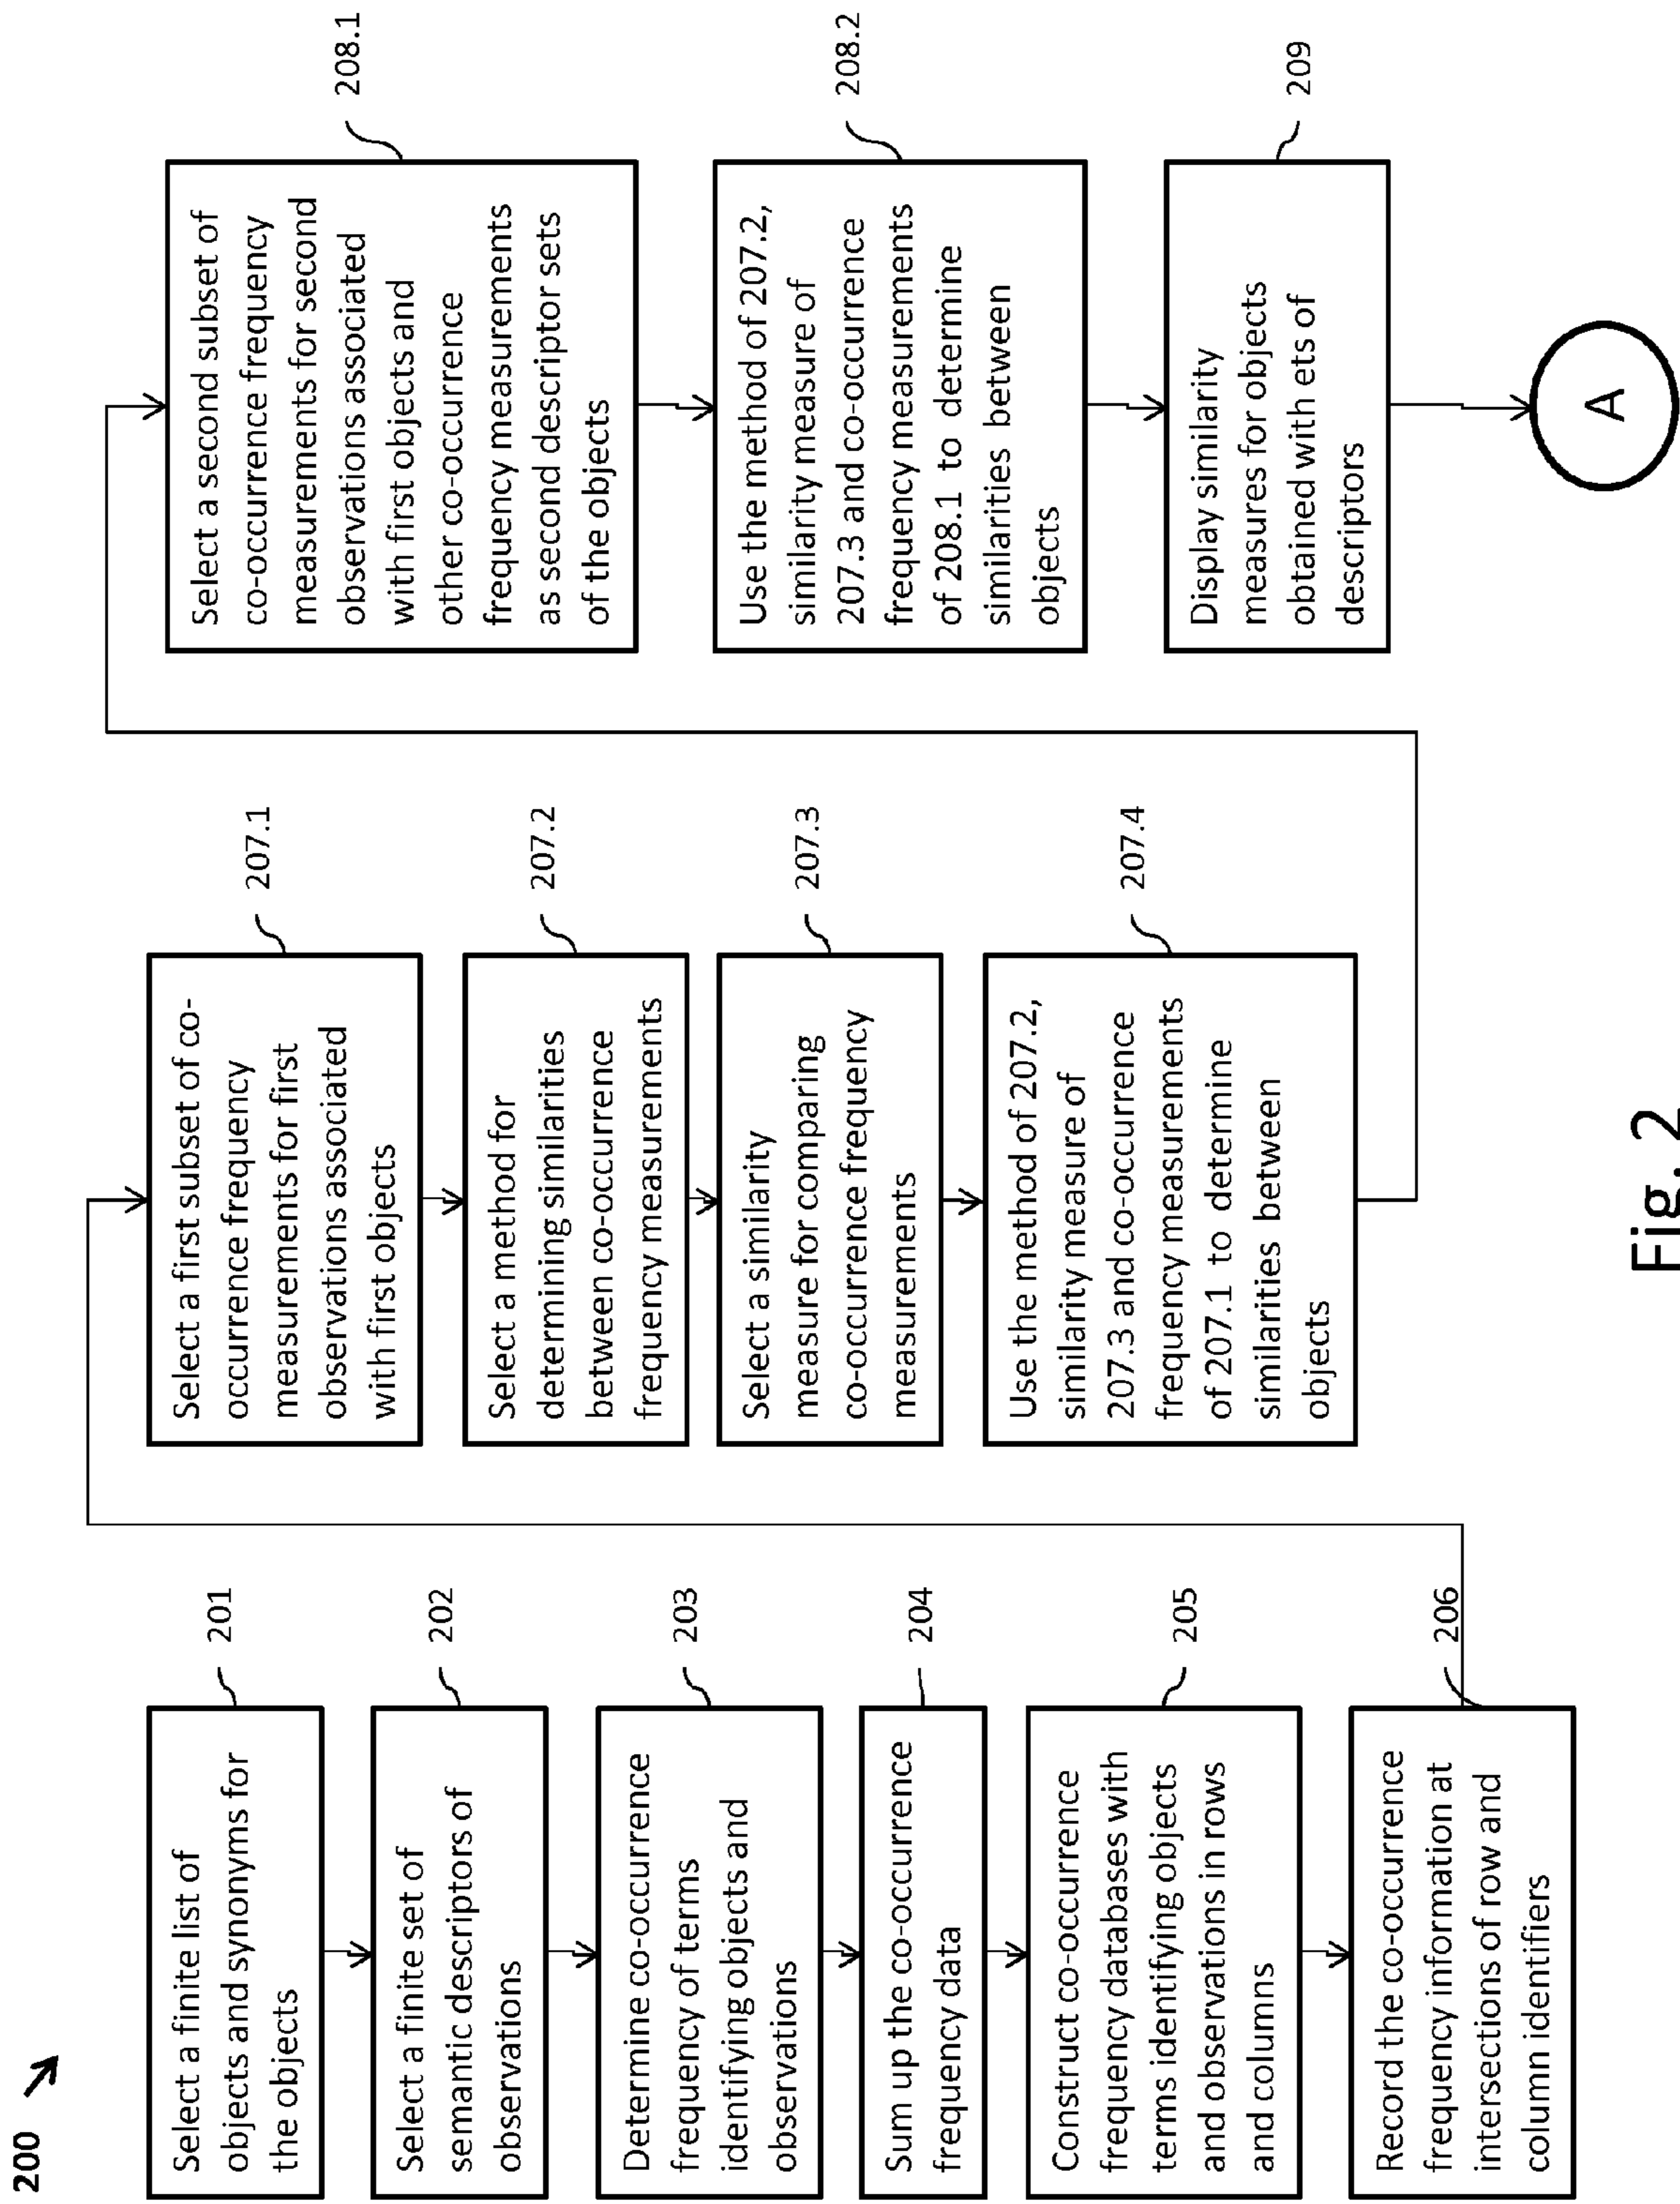 200
Select a finite list of
objects and synonyms for
the objects
201
Select a finite set of
semantic descriptors of
observations
202
Determine co-occurrence
frequency of terms
identifying objects and
observations
203
Sum up the co-occurrence
frequency data
204
Construct co-occurrence
frequency databases with
terms identifying objects
and observations in rows
and columns
205
Record the co-occurrence
frequency information at
intersections of row and
column identifiers
206
Select a first subset of co-
occurrence frequency
measurements for first
observations associated
with first objects
207.1
Select a method for
determining similarities
between co-occurrence
frequency measurements
207.2
Select a similarity
measure for comparing
co-occurrence frequency
measurements
207.3
Use the method of 207.2,
similarity measure of
207.3 and co-occurrence
frequency measurements
of 207.1 to determine
similarities between
objects
207.4
Select a second subset of
co-occurrence frequency
measurements for second
observations associated
with first objects and
other co-occurrence
frequency measurements
as second descriptor sets
of the objects
208.1
Use the method of 207.2,
similarity measure of
207.3 and co-occurrence
frequency measurements
of 208.1 to determine
similarities between
objects
208.2
Display similarity
measures for objects
obtained with ets of
descriptors
209
A
Fig. 2